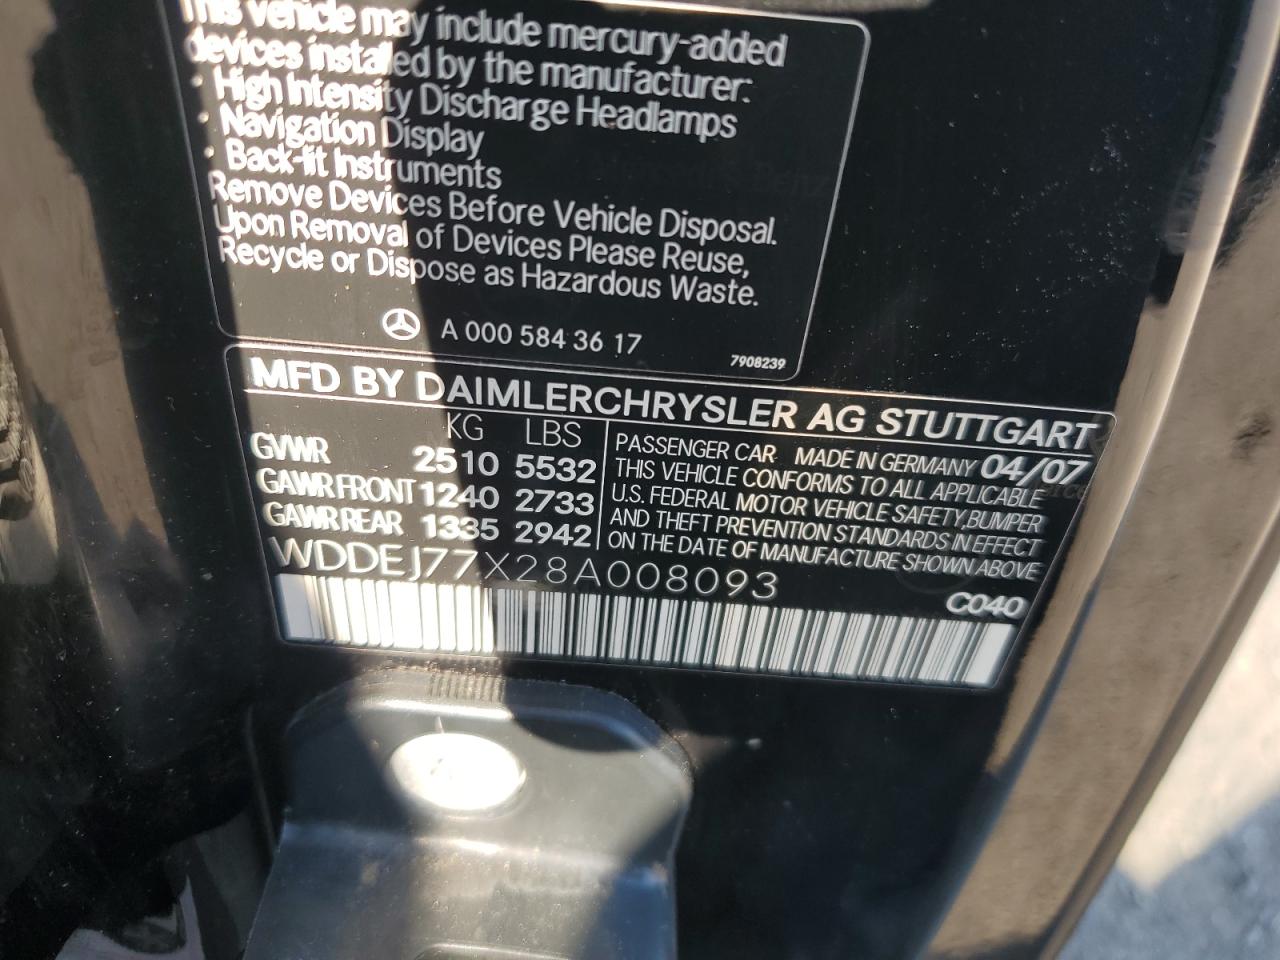 This vehicle may include mercury-added
devices installed by the manufacturer:
· High Intensity Discharge Headlamps
· Navigation Display
· Back-lit Instruments
Remove Devices Before Vehicle Disposal.
Upon Removal of Devices Please Reuse,
Recycle or Dispose as Hazardous Waste.
A 000 584 36 17
7908239
MFD BY DAIMLERCHRYSLER AG STUTTGART
KG LBS
GVWR 2510 5532
GAWR FRONT 1240 2733
GAWR REAR 1335 2942
PASSENGER CAR MADE IN GERMANY 04/07
THIS VEHICLE CONFORMS TO ALL APPLICABLE
U.S. FEDERAL MOTOR VEHICLE SAFETY,BUMPER
AND THEFT PREVENTION STANDARDS IN EFFECT
ON THE DATE OF MANUFACTURE SHOWN ABOVE
WDDEJ77X28A008093
C040